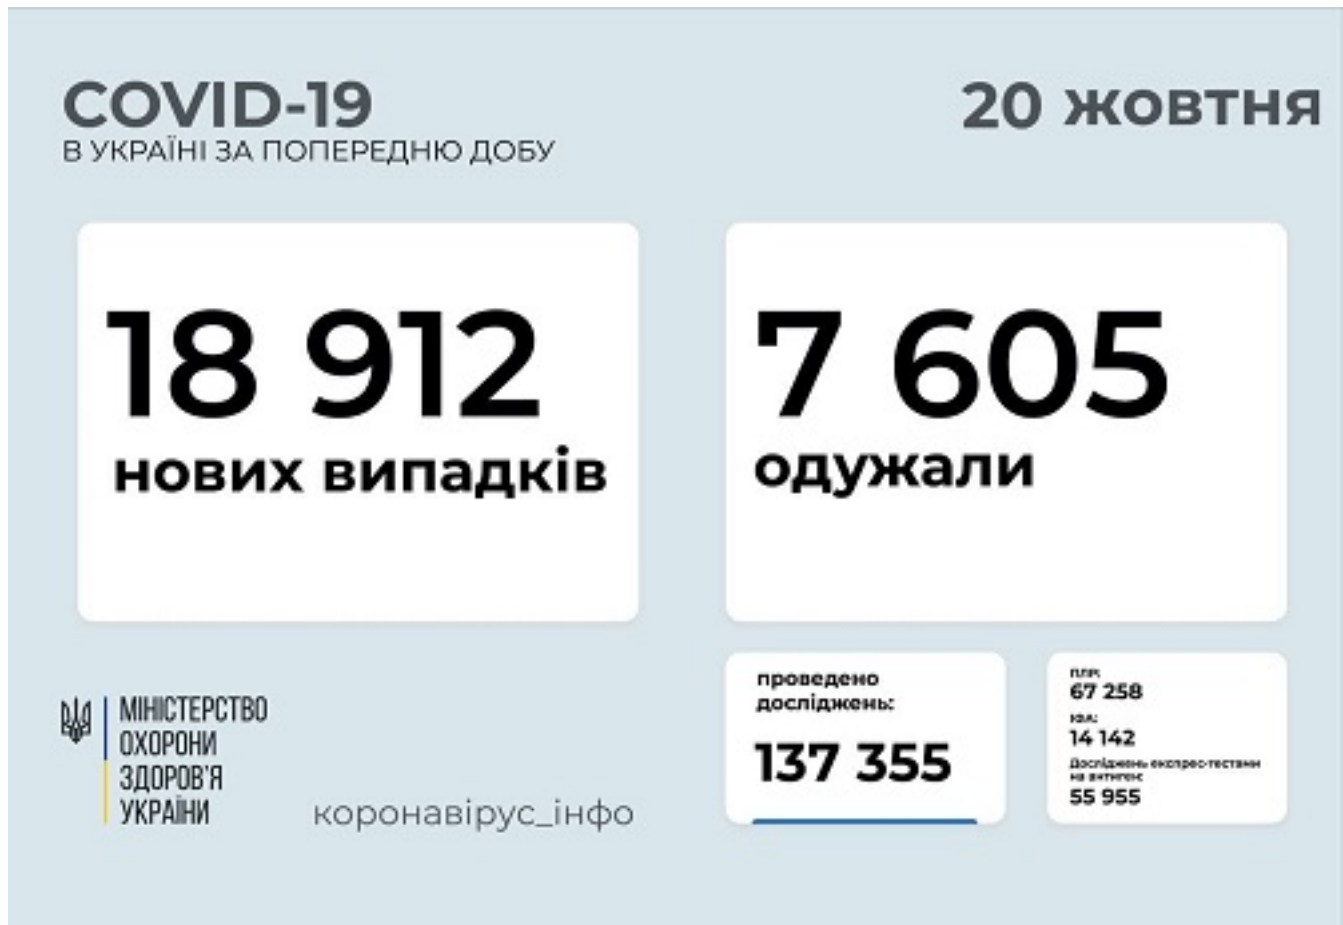 COVID-19
В УКРАЇНІ ЗА ПОПЕРЕДНЮ ДОБУ
20 жовтня
18 912
нових випадків
7 605
одужали
МІНІСТЕРСТВО
ОХОРОНИ
ЗДОРОВ'Я
УКРАЇНИ
коронавірус_інфо
проведено
досліджень:
137 355
ПЛР:
67 258
ІФА:
14 142
Досліджень експрес-тестами
на антиген:
55 955